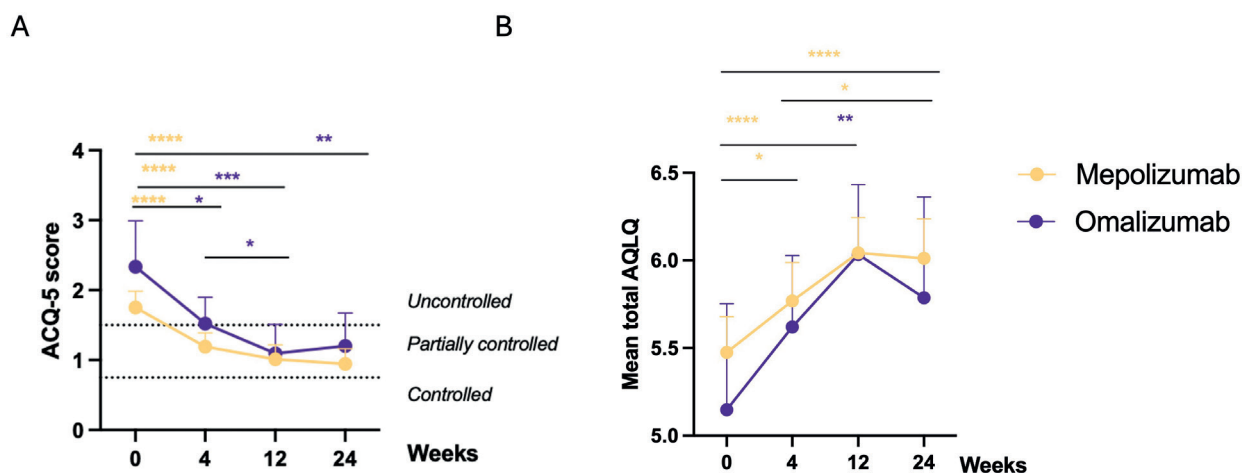 A
B
****
*
**** **
*
**** **
****
***
**** *
*
4
3
2
1
0
ACQ-5 score
Uncontrolled
Partially controlled
Controlled
0 4 12 24
Weeks
6.5
6.0
5.5
5.0
Mean total AQLQ
0 4 12 24
Weeks
Mepolizumab
Omalizumab